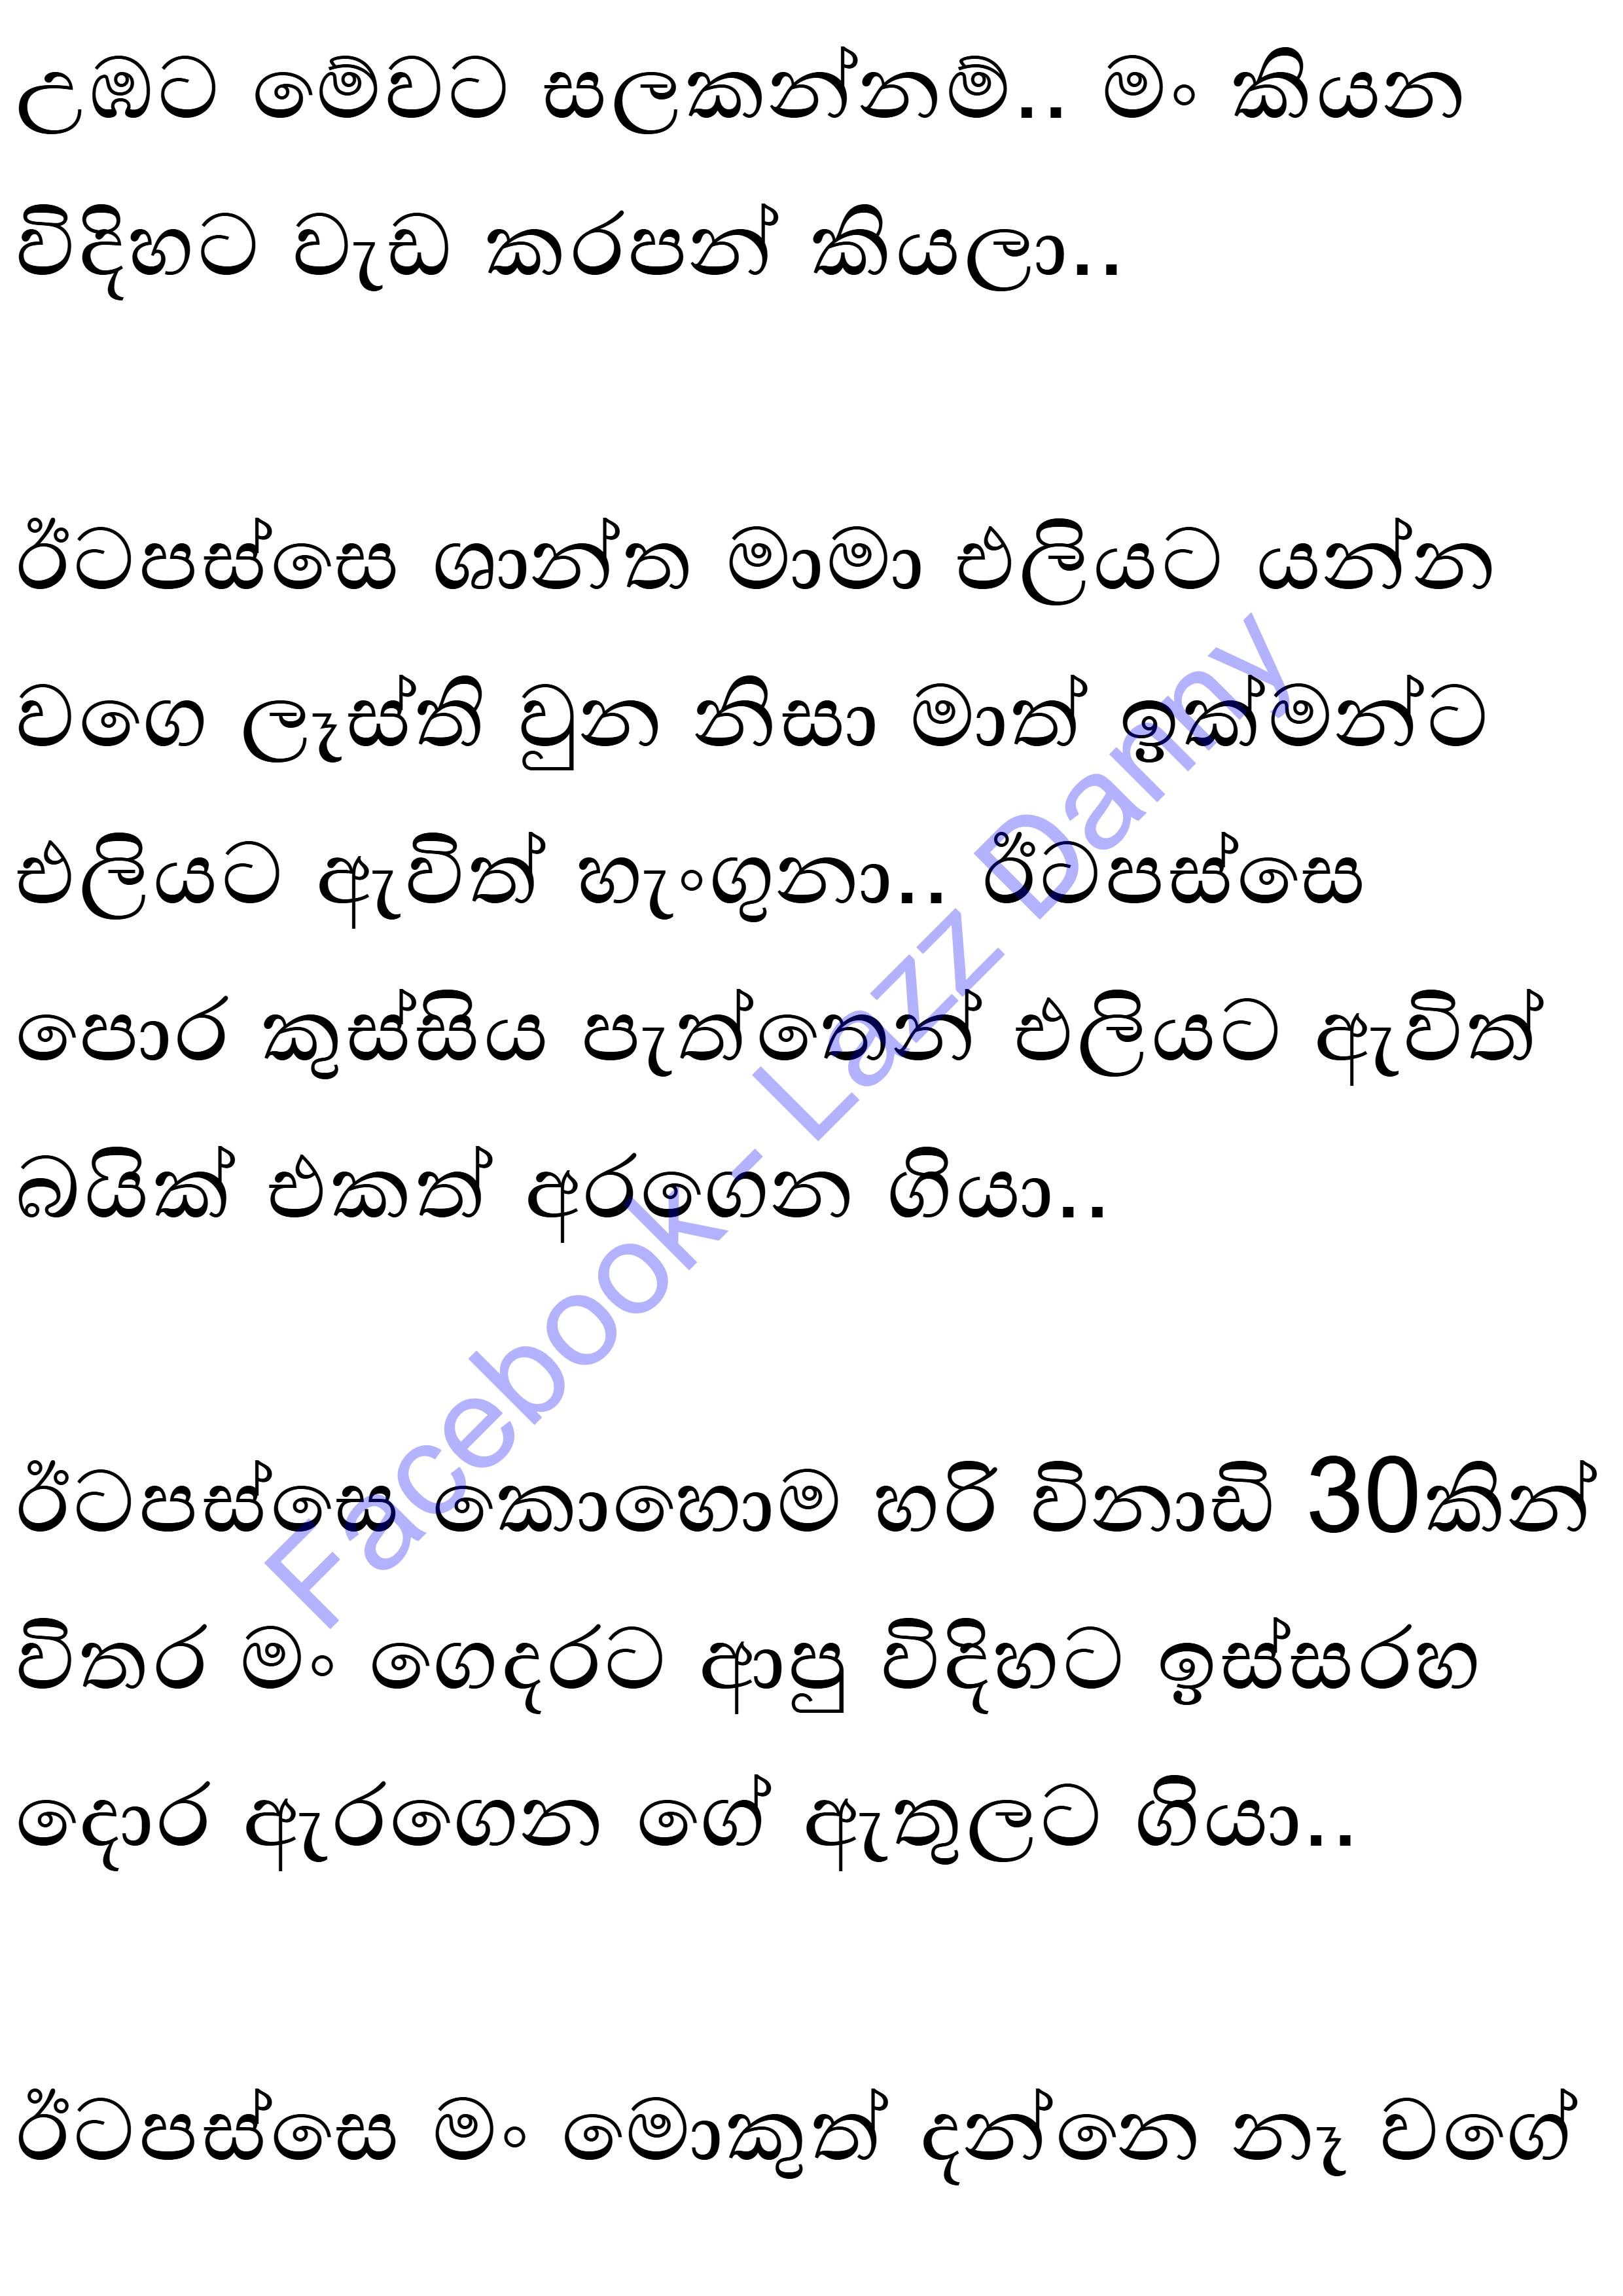 උඹට මේවට සලකන්නම්.. මං කියන
විදිහට වැඩ කරපන් කියලා..
ඊටපස්සෙ ශාන්ත මාමා එලියට යන්න
වගෙ ලෑස්ති වුන නිසා මාත් ඉක්මන්ට
එලියට ඇවිත් හැංගුනා.. ඊටපස්සෙ
පොර කුස්සිය පැත්තෙන් එලියට ඇවිත්
බයික් එකත් අරගෙන ගියා..
ඊටපස්සෙ කොහොම හරි විනාඩි 30කින්
විතර මං ගෙදරට ආපු විදිහට ඉස්සරහ
දොර ඇරගෙන ගේ ඇතුලට ගියා..
ඊටපස්සෙ මං මොකුත් දන්නෙ නෑ වගේ
Facebook - Lazz Danny